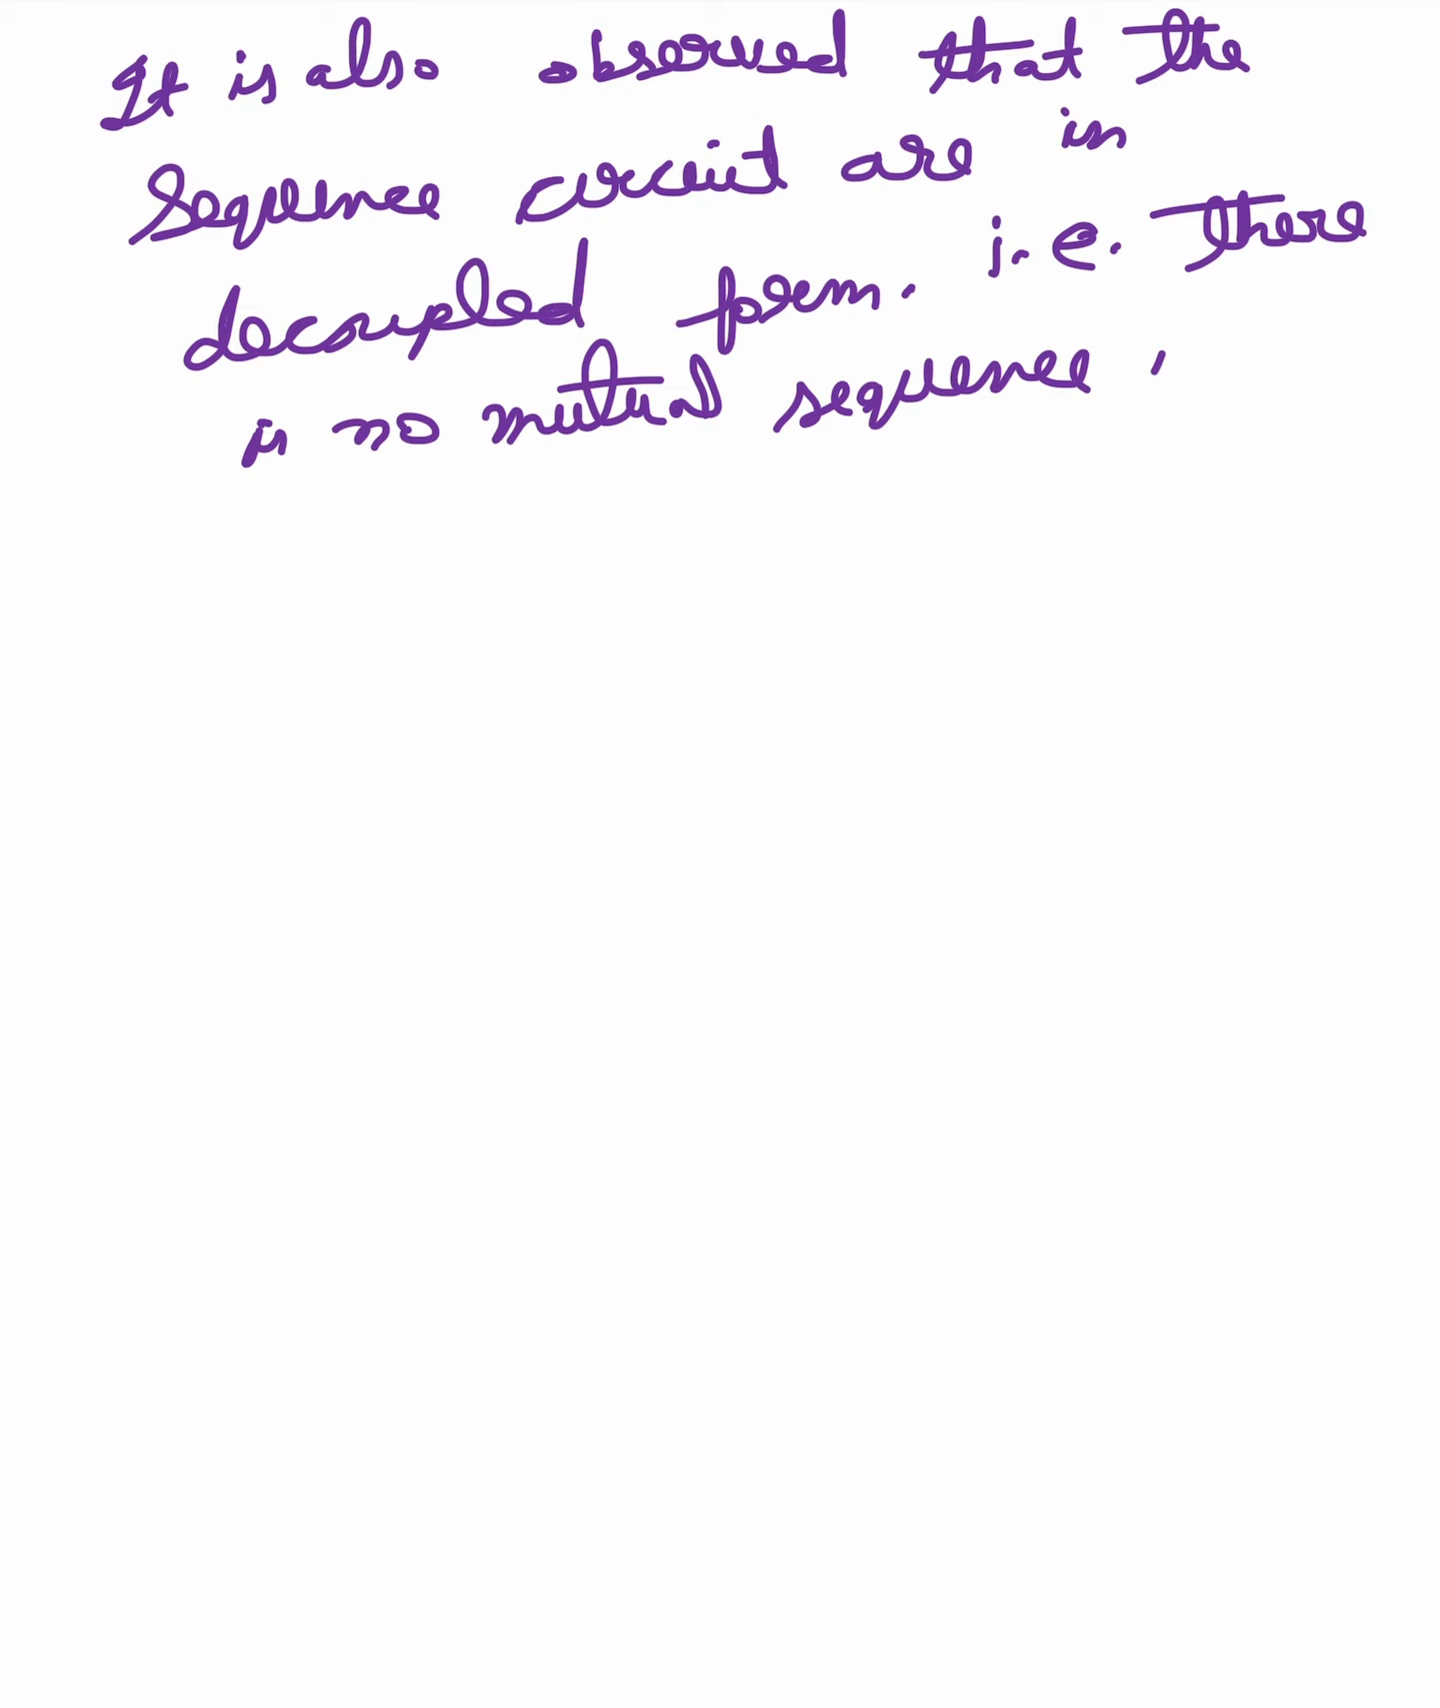 It is also observed that the
Sequence circuit are in
decoupled form. i.e. There
is no mutual sequence.